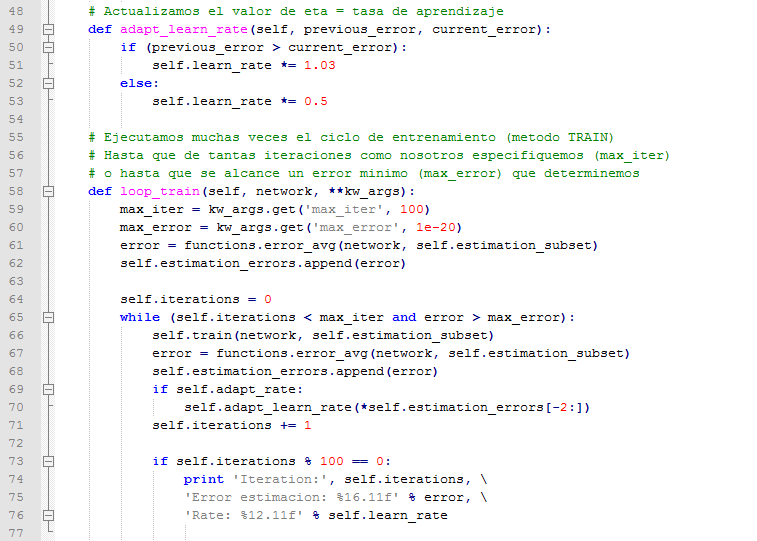 48 # Actualizamos el valor de eta = tasa de aprendizaje
49 def adapt_learn_rate(self, previous_error, current_error):
50 if (previous_error > current_error):
51 self.learn_rate *= 1.03
52 else:
53 self.learn_rate *= 0.5
54
55 # Ejecutamos muchas veces el ciclo de entrenamiento (metodo TRAIN)
56 # Hasta que de tantas iteraciones como nosotros especifiquemos (max_iter)
57 # o hasta que se alcance un error minimo (max_error) que determinemos
58 def loop_train(self, network, **kw_args):
59 max_iter = kw_args.get('max_iter', 100)
60 max_error = kw_args.get('max_error', 1e-20)
61 error = functions.error_avg(network, self.estimation_subset)
62 self.estimation_errors.append(error)
63
64 self.iterations = 0
65 while (self.iterations < max_iter and error > max_error):
66 self.train(network, self.estimation_subset)
67 error = functions.error_avg(network, self.estimation_subset)
68 self.estimation_errors.append(error)
69 if self.adapt_rate:
70 self.adapt_learn_rate(*self.estimation_errors[-2:])
71 self.iterations += 1
72
73 if self.iterations % 100 == 0:
74 print 'Iteration:', self.iterations, \
75 'Error estimacion: %16.11f' % error, \
76 'Rate: %12.11f' % self.learn_rate
77